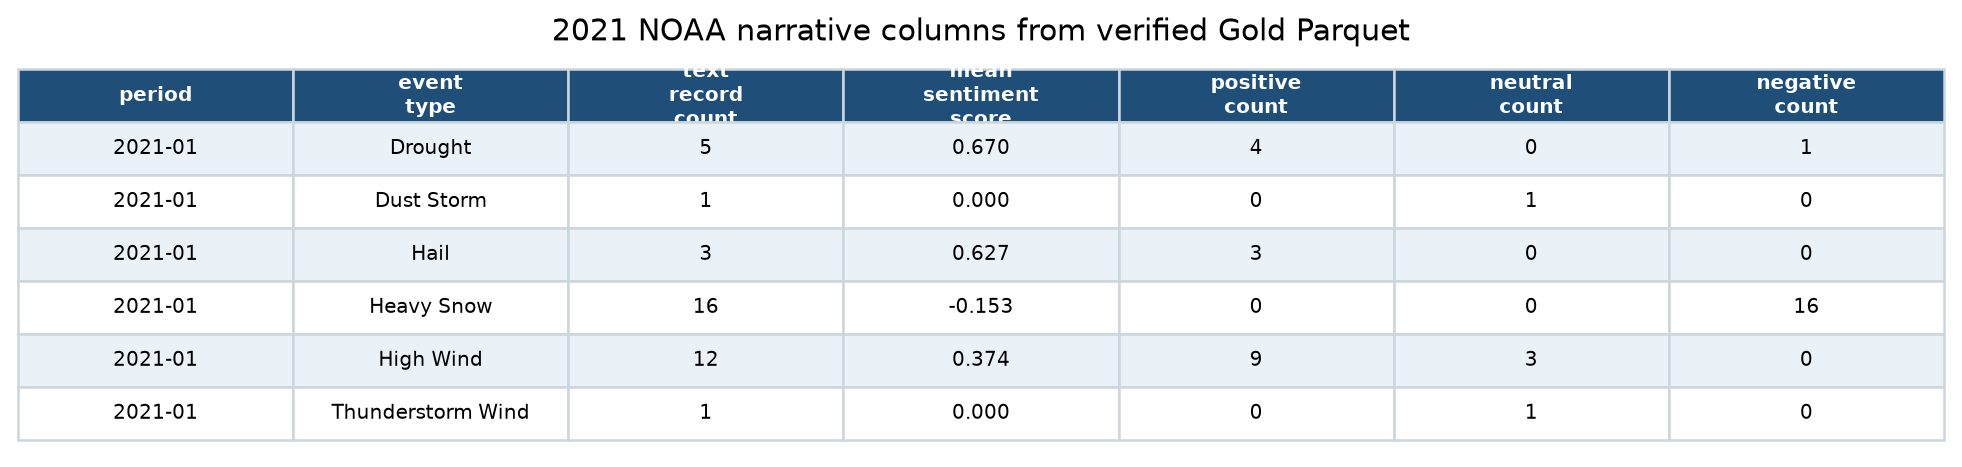 2021 NOAA narrative columns from verified Gold Parquet
period event type text record count mean sentiment score positive count neutral count negative count
2021-01 Drought 5 0.670 4 0 1
2021-01 Dust Storm 1 0.000 0 1 0
2021-01 Hail 3 0.627 3 0 0
2021-01 Heavy Snow 16 -0.153 0 0 16
2021-01 High Wind 12 0.374 9 3 0
2021-01 Thunderstorm Wind 1 0.000 0 1 0